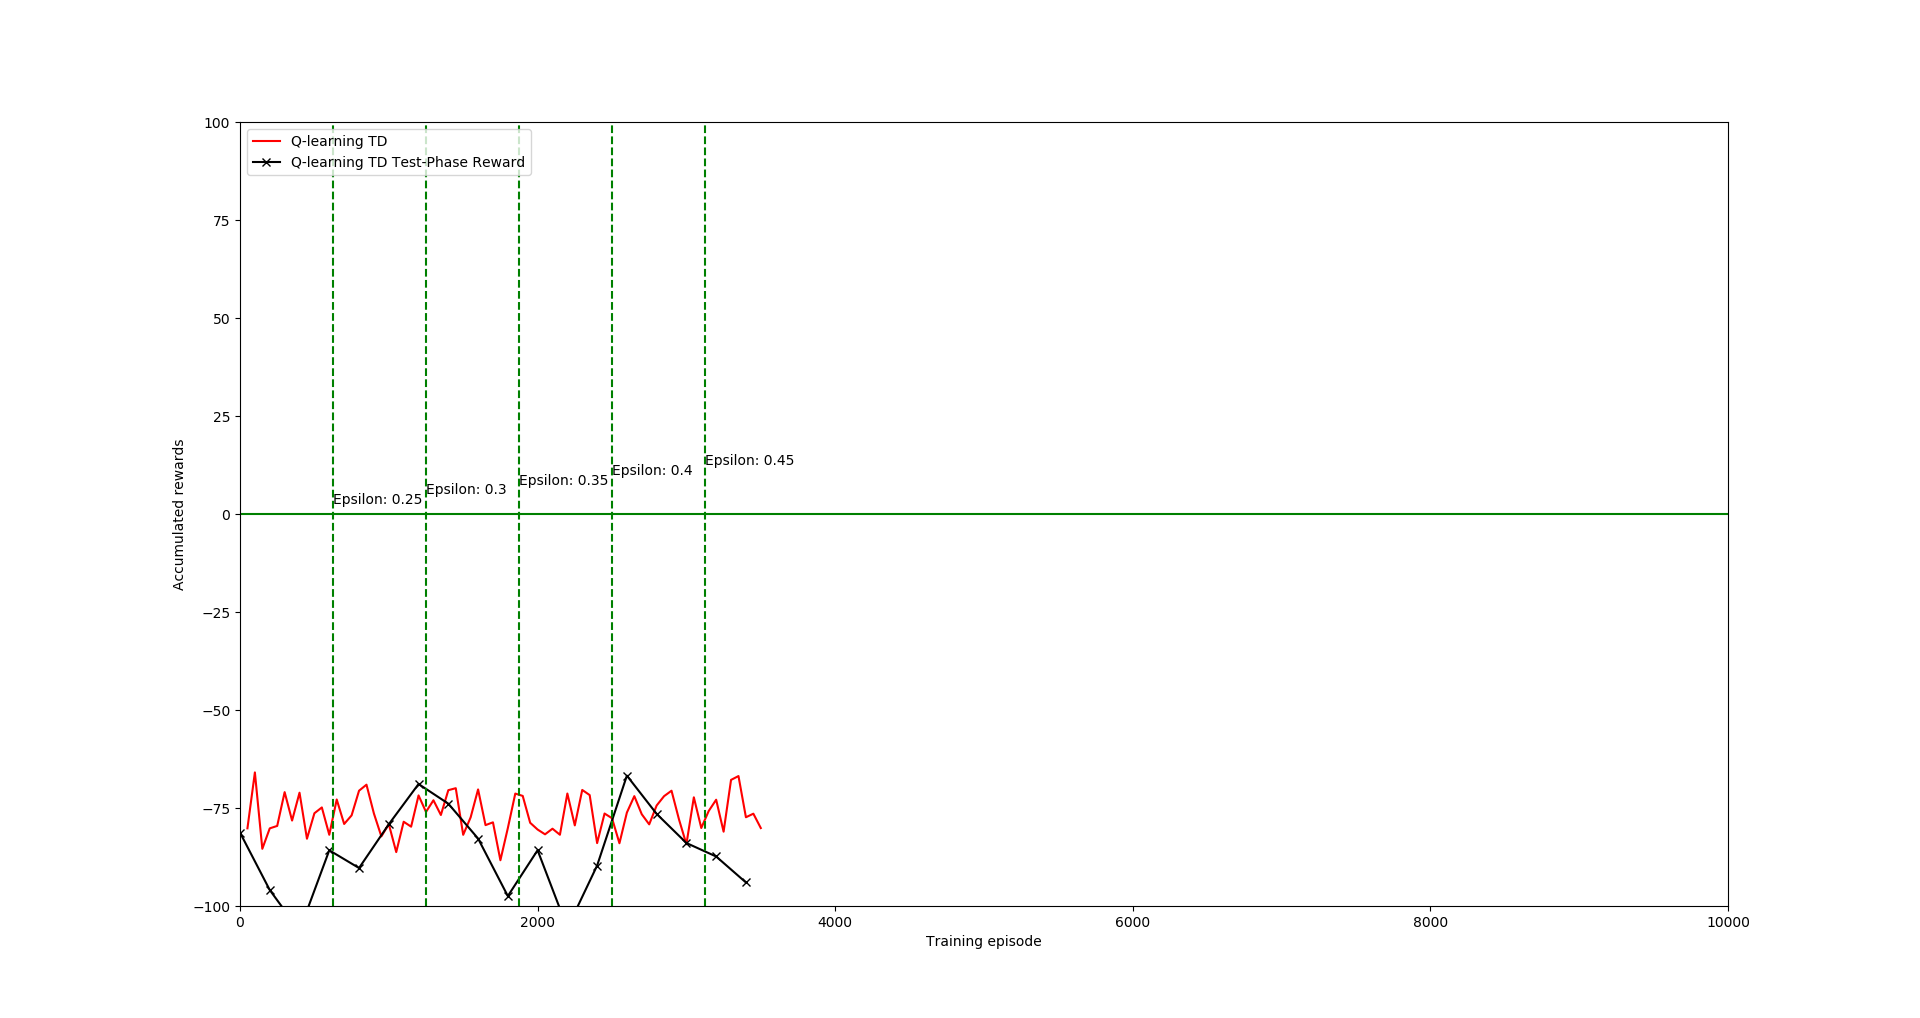 Q-learning TD
Q-learning TD Test-Phase Reward
100
75
50
25
0
−25
−50
−75
−100
Accumulated rewards
Epsilon: 0.25
Epsilon: 0.3
Epsilon: 0.35
Epsilon: 0.4
Epsilon: 0.45
0
2000
4000
6000
8000
10000
Training episode